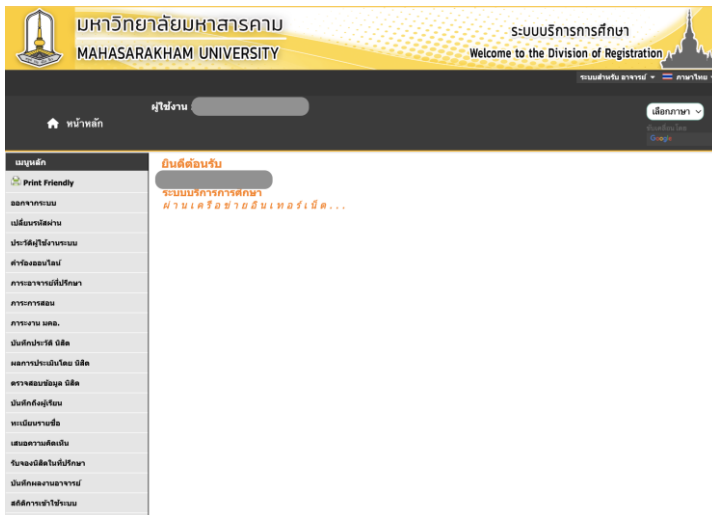 มหาวิทยาลัยมหาสารคาม
MAHASARAKHAM UNIVERSITY
ระบบบริการการศึกษา
Welcome to the Division of Registration
ระบบสำหรับ อาจารย์
ภาษาไทย
ผู้ใช้งาน :
หน้าหลัก
เลือกภาษา
ขับเคลื่อนโดย
Google
เมนูหลัก
Print Friendly
ออกจากระบบ
เปลี่ยนรหัสผ่าน
ประวัติผู้ใช้งานระบบ
คำร้องออนไลน์
ภาระอาจารย์ที่ปรึกษา
ภาระการสอน
ภาระงาน มคอ.
บันทึกประวัติ นิสิต
ผลการประเมินโดย นิสิต
ตรวจสอบข้อมูล นิสิต
บันทึกถึงผู้เรียน
ทะเบียนรายชื่อ
เสนอความคิดเห็น
รับจองนิสิตในที่ปรึกษา
บันทึกผลงานอาจารย์
สถิติการเข้าใช้ระบบ
ยินดีต้อนรับ
ระบบบริการการศึกษา
ผ่านเครือข่ายอินเทอร์เน็ต...